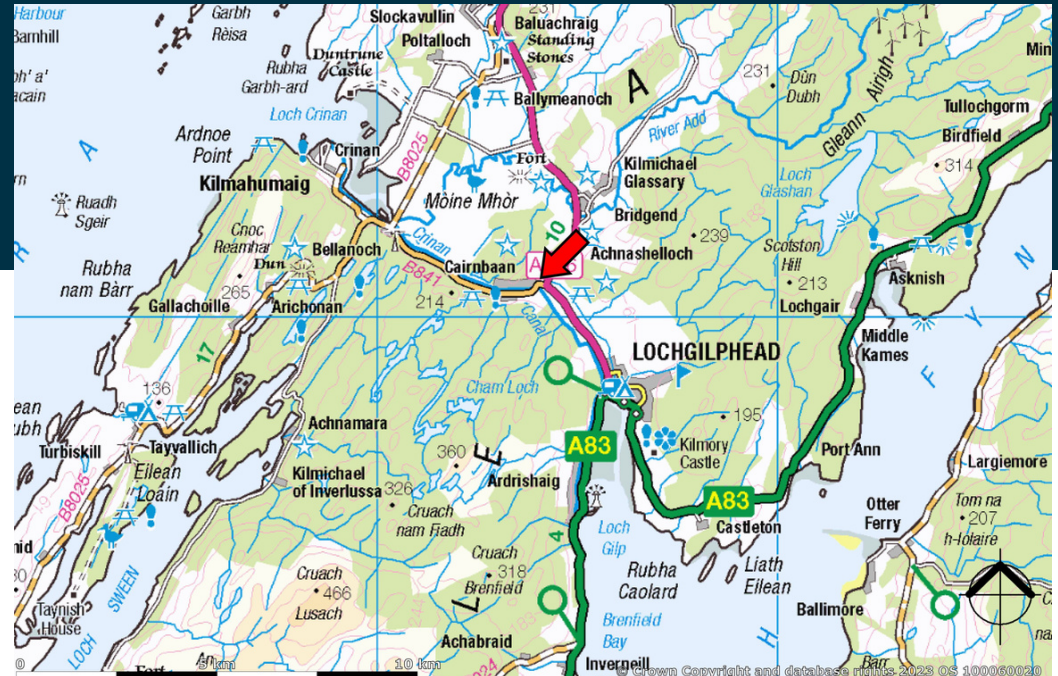 Harbour
Barnhill
Garbh
Rèisa
Slockavullin
231
Baluachraig
Standing
Stones
Poltalloch
Duntrune
Castle
Rubha
Garbh-ard
Loch Crinan
Ballymeanoch
A
231
Dùn
Dubh
Gleann
Airigh
Tullochgorm
Birdfield
314
River Add
Ardnoe
Point
Crinan
B8025
Fort
Kilmichael
Glassary
Loch
Glashan
A
Kilmahumaig
Mòine Mhòr
Bridgend
Ruadh
Sgeir
R
Cnoc
Reamhar
Dun
Bellanoch
Crinan
10
239
Achnashelloch
Scotston
Hill
213
N
Rubha
nam Bàrr
B841
Cairnbaan
A
Asknish
265
214
Gallachoille
Arichonan
Canal
Lochgair
Y
17
Middle
Kames
LOCHGILPHEAD
F
Cham Loch
136
195
Achnamara
Turbiskill
Tayvallich
A83
Kilmory
Castle
Port Ann
360
E
Eilean
Loain
Kilmichael
of Inverlussa
326
Ardrishaig
Largiemore
B8025
Cruach
nam Fiadh
A83
Castleton
Otter
Ferry
Tom na
207
h-Iolaire
4
Loch
Gilp
Cruach
318
Brenfield
Rubha
Caolard
Liath
Eilean
SWEEN
Cruach
466
Lusach
L
Taynish
House
Brenfield
Bay
Ballimore
H
LOCH
Achabraid
Inverneill
0
5 km
10 km
© Crown Copyright and database rights 2023 OS 100060020